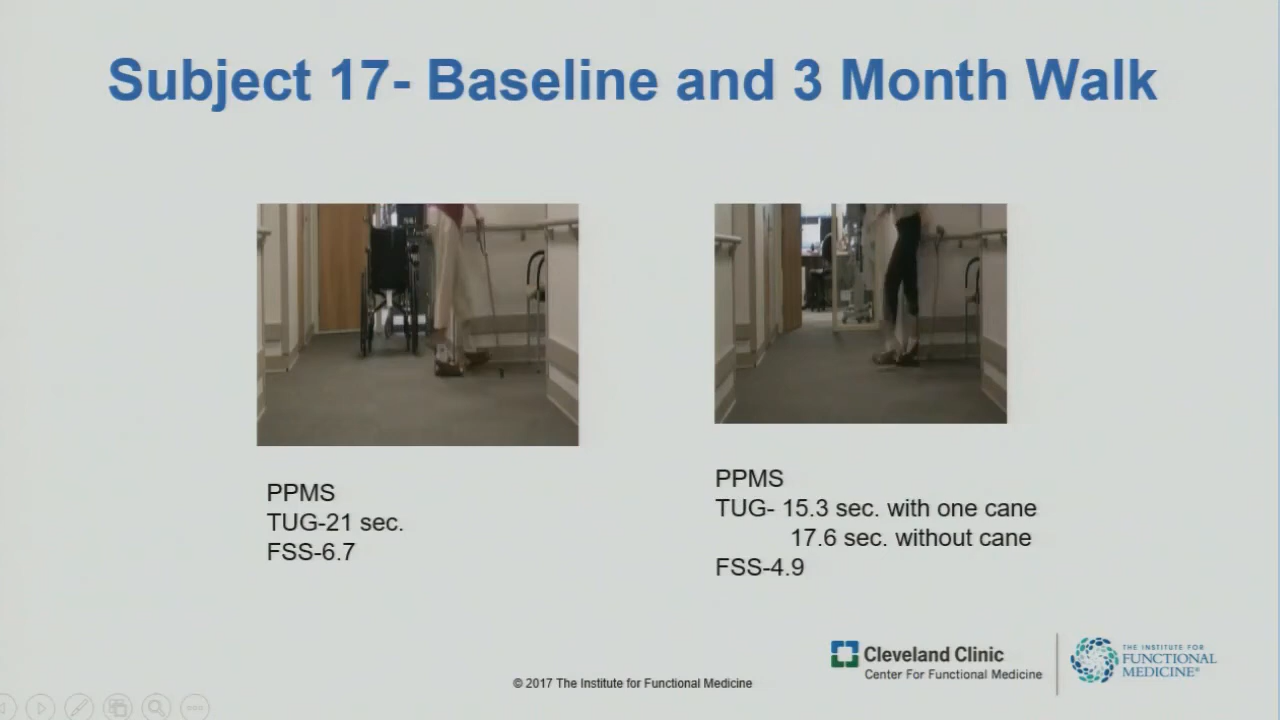 Subject 17- Baseline and 3 Month Walk
PPMS
TUG-21 sec.
FSS-6.7
PPMS
TUG- 15.3 sec. with one cane
17.6 sec. without cane
FSS-4.9
Cleveland Clinic
Center For Functional Medicine
THE INSTITUTE FOR
FUNCTIONAL
MEDICINE®
© 2017 The Institute for Functional Medicine